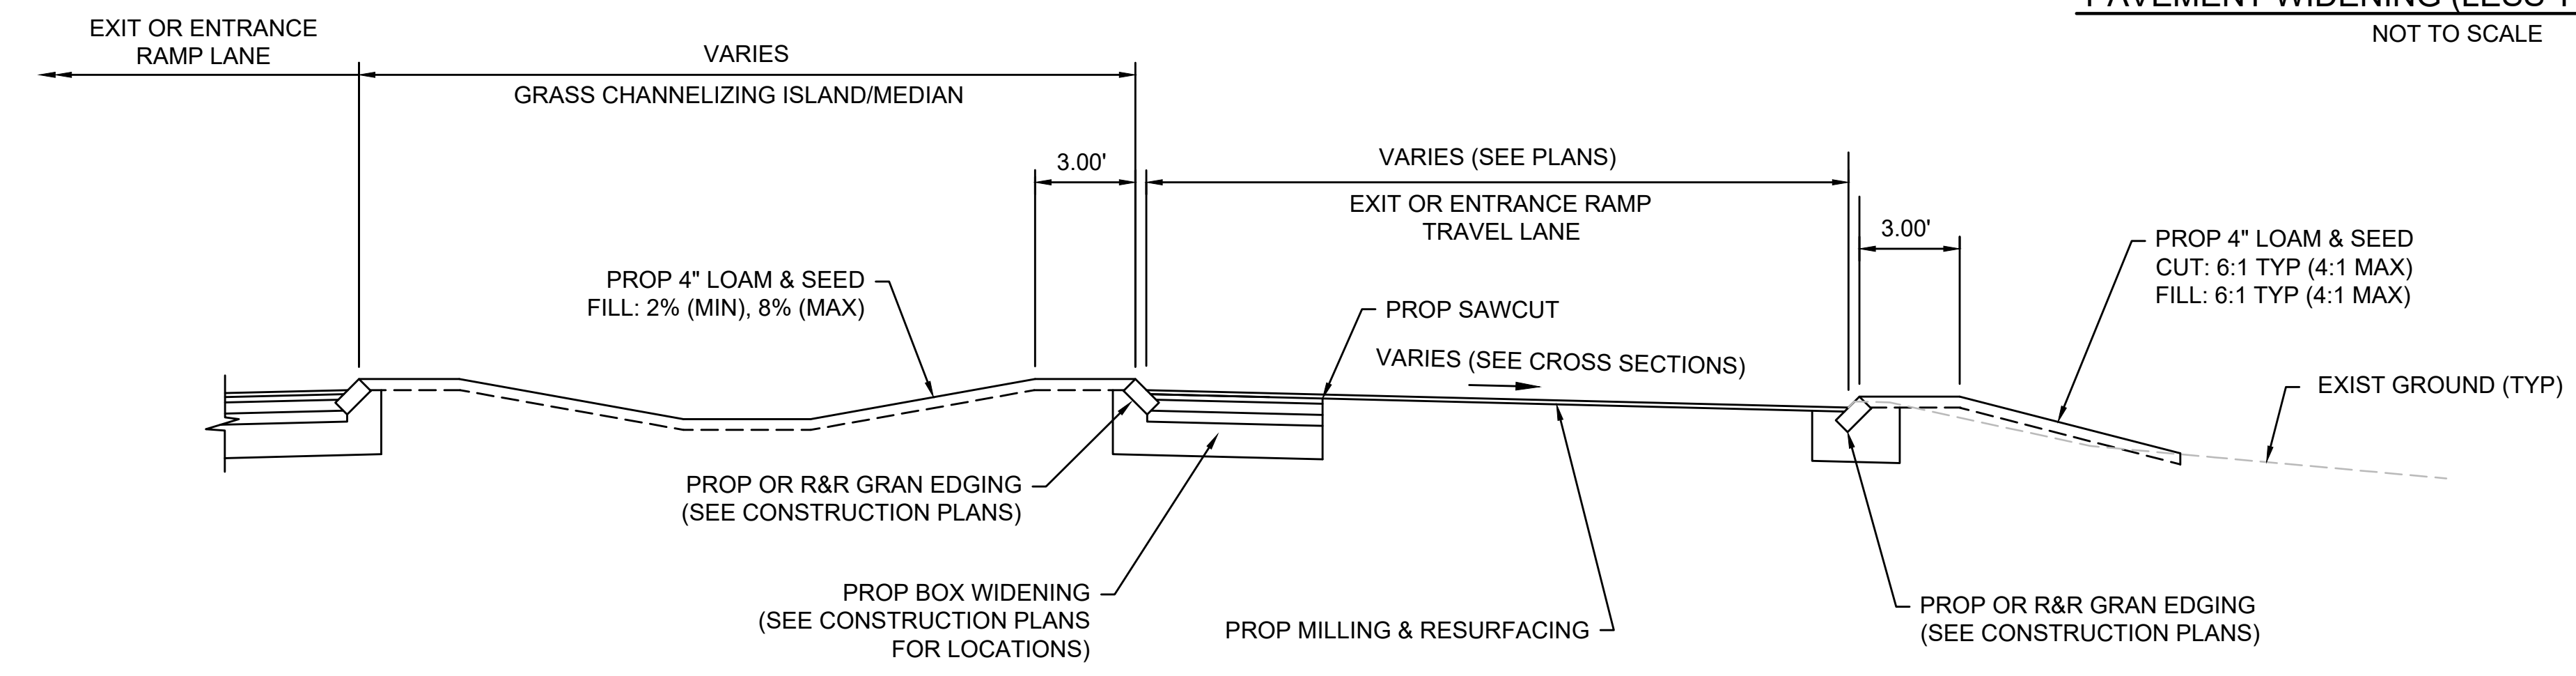 PAVEMENT WIDENING (LESS
NOT TO SCALE
EXIT OR ENTRANCE
RAMP LANE
VARIES
GRASS CHANNELIZING ISLAND/MEDIAN
3.00'
VARIES (SEE PLANS)
EXIT OR ENTRANCE RAMP
TRAVEL LANE
3.00'
PROP 4" LOAM & SEED
CUT: 6:1 TYP (4:1 MAX)
FILL: 6:1 TYP (4:1 MAX)
PROP 4" LOAM & SEED
FILL: 2% (MIN), 8% (MAX)
PROP SAWCUT
VARIES (SEE CROSS SECTIONS)
EXIST GROUND (TYP)
PROP OR R&R GRAN EDGING
(SEE CONSTRUCTION PLANS)
PROP BOX WIDENING
(SEE CONSTRUCTION PLANS
FOR LOCATIONS)
PROP MILLING & RESURFACING
PROP OR R&R GRAN EDGING
(SEE CONSTRUCTION PLANS)